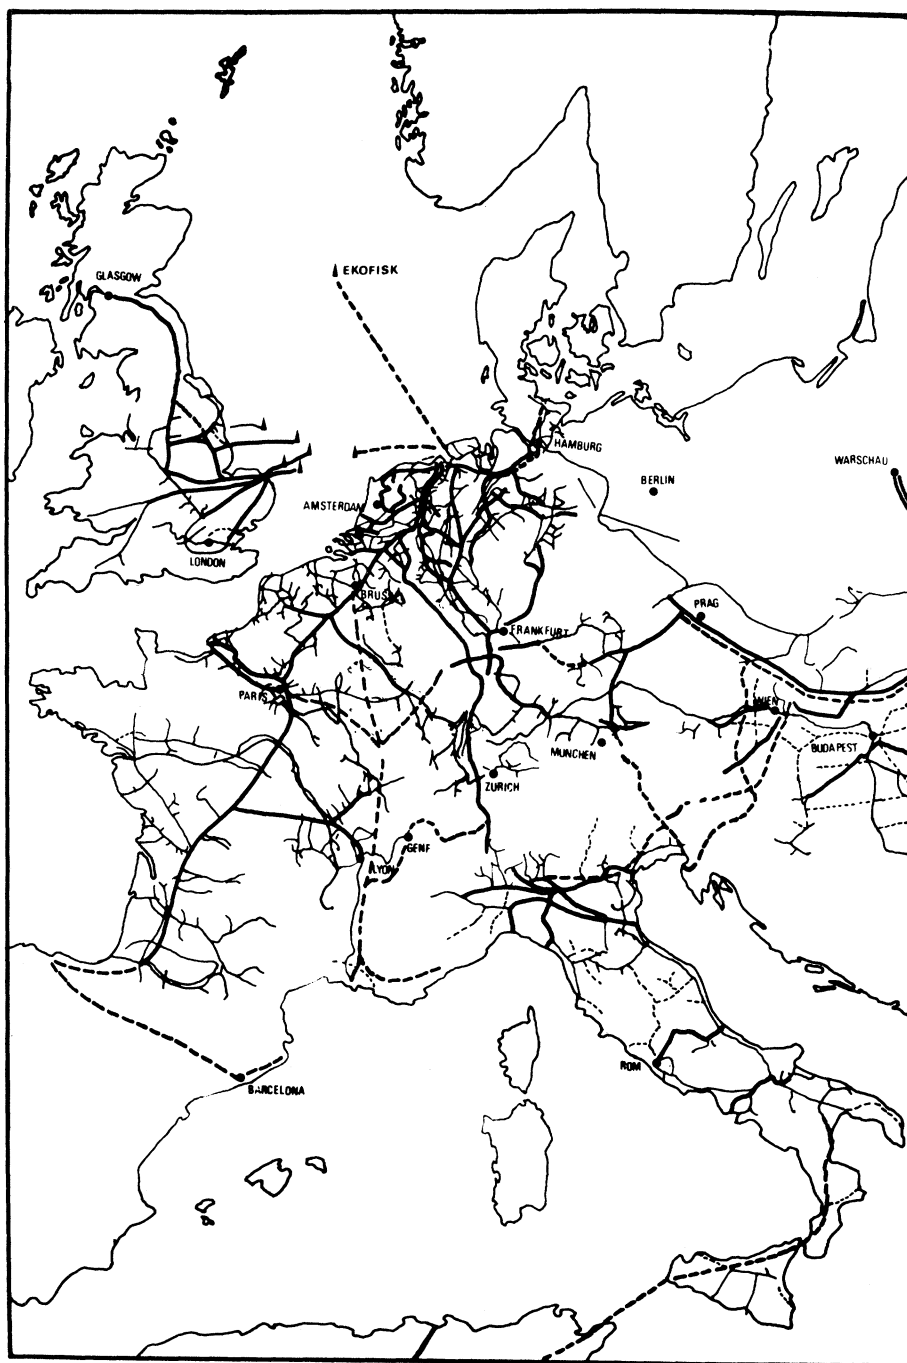 GLASGOW
EKOFISK
HAMBURG
WARSCHAU
BERLIN
AMSTERDAM
LONDON
PRAG
FRANKFURT
PARIS
WIEN
BUDAPEST
MUNCHEN
ZURICH
GENF
LYON
ROM
BARCELONA